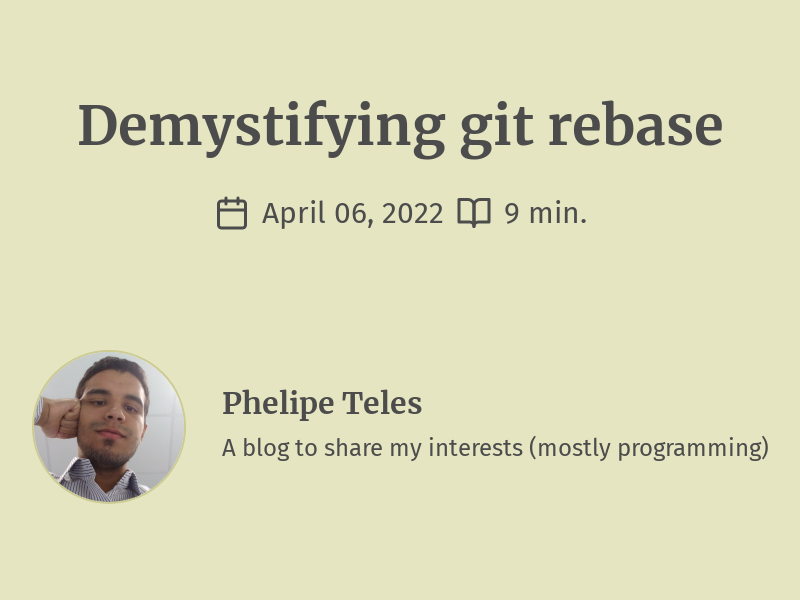 Demystifying git rebase
April 06, 2022 9 min.
Phelipe Teles
A blog to share my interests (mostly programming)